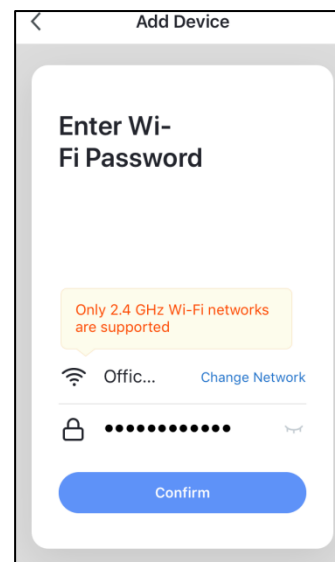 Add Device
Enter Wi-
Fi Password
Only 2.4 GHz Wi-Fi networks
are supported
Offic... Change Network
●●●●●●●●●●●●
Confirm